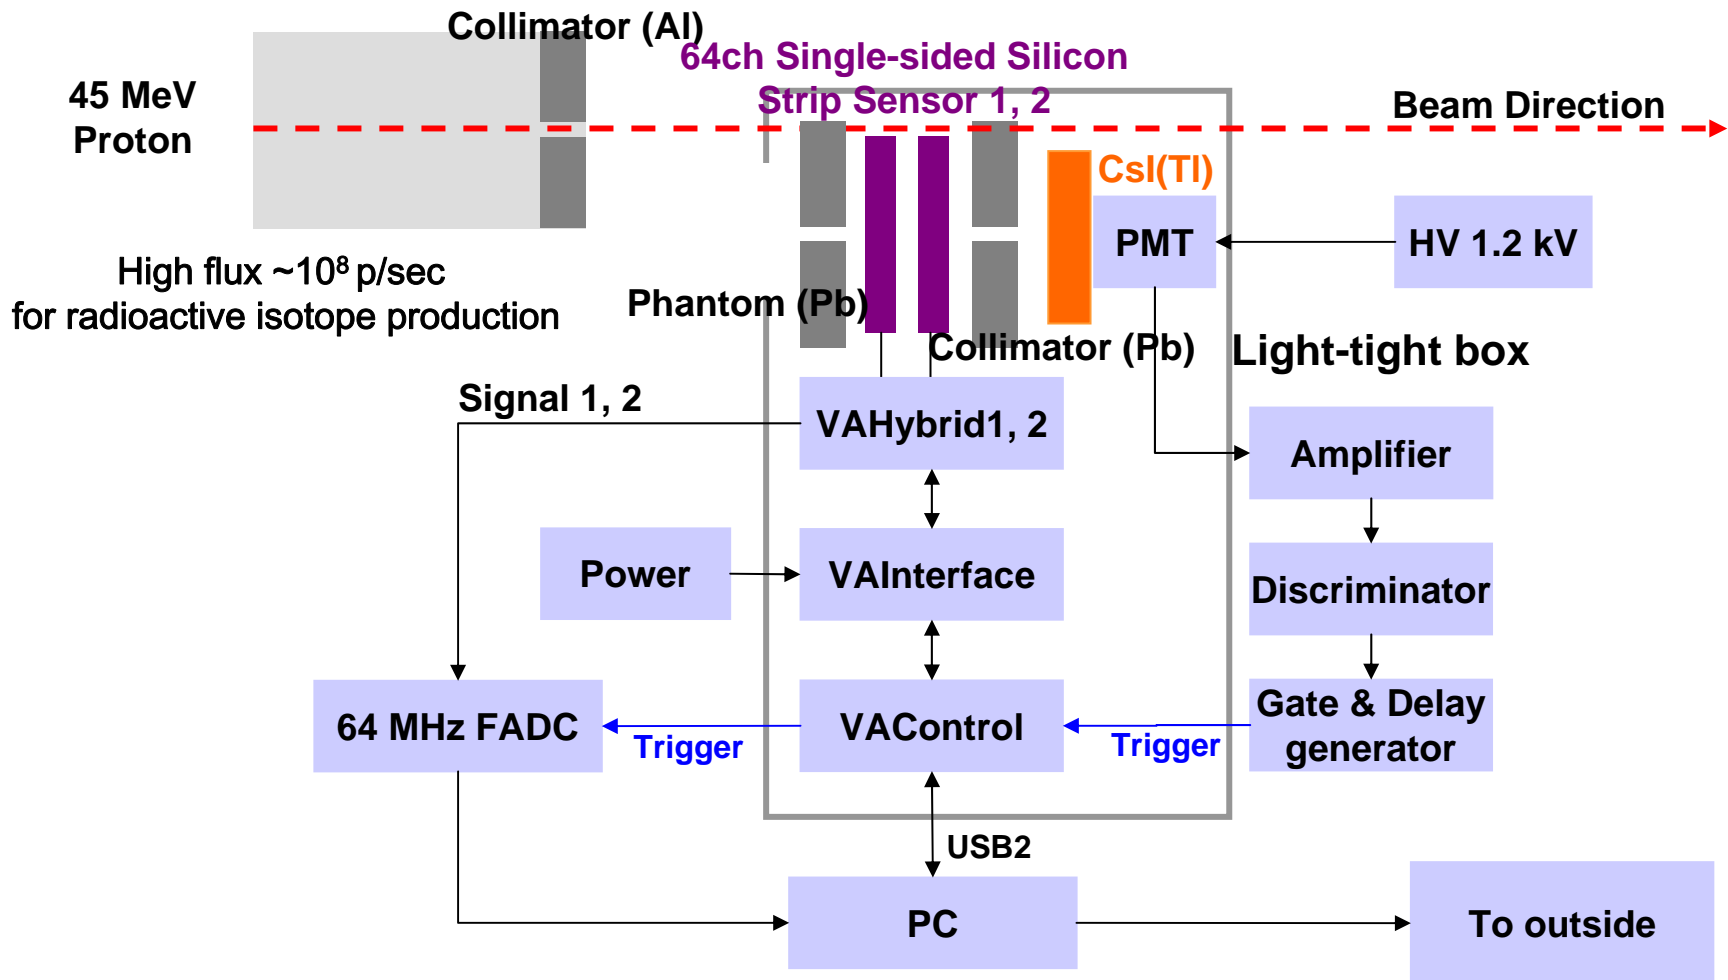 Collimator (Al)
64ch Single-sided Silicon
Strip Sensor 1, 2
45 MeV
Proton
Beam Direction
CsI(Tl)
PMT
HV 1.2 kV
High flux ~10⁸ p/sec
for radioactive isotope production
Phantom (Pb)
Collimator (Pb)
Light-tight box
Signal 1, 2
VAHybrid1, 2
Amplifier
Power
VAInterface
Discriminator
64 MHz FADC
Trigger
VAControl
Trigger
Gate & Delay
generator
USB2
PC
To outside